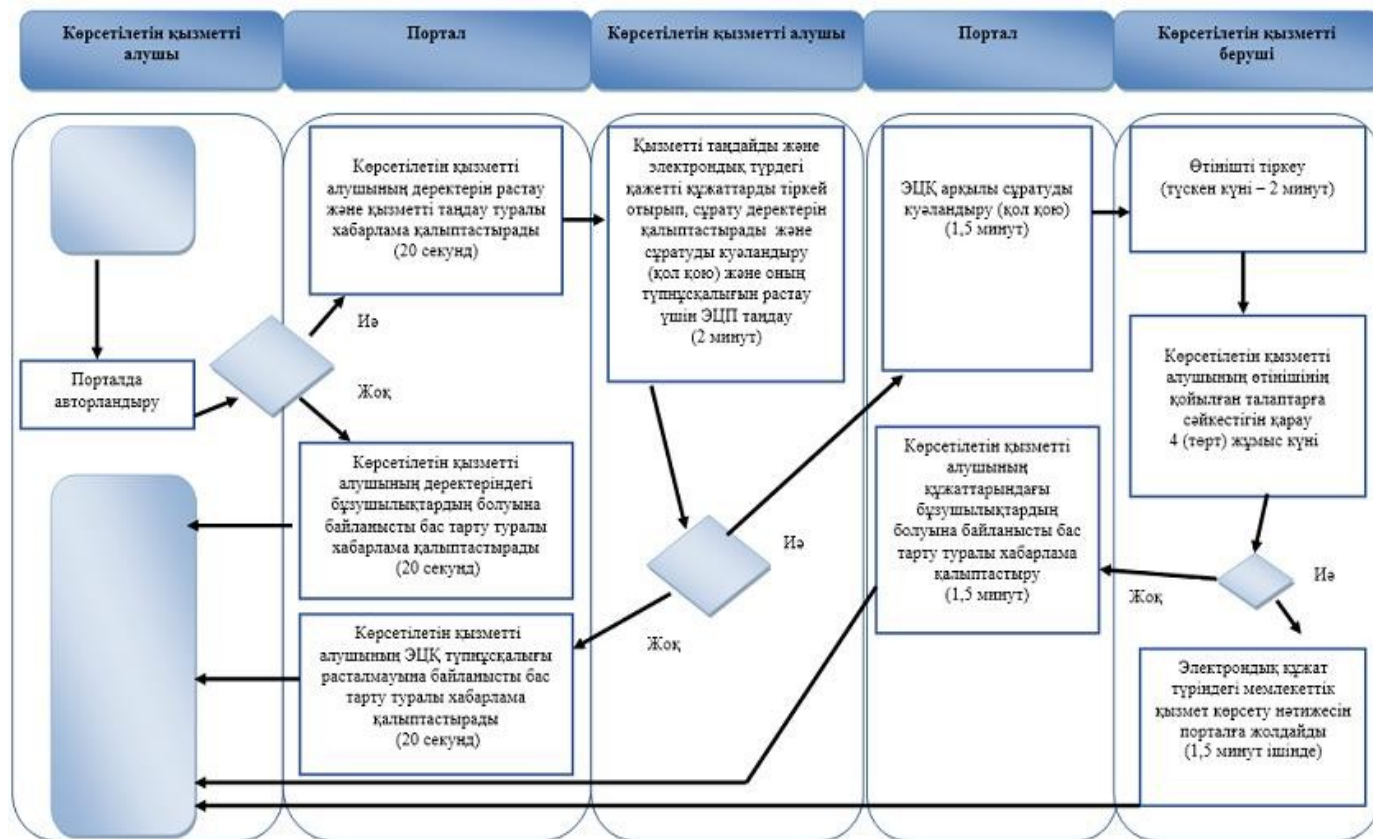 Көрсетілетін қызметті
алушы
Портал
Көрсетілетін қызметті алушы
Портал
Көрсетілетін қызметті
беруші
Порталда
авторландыру
Көрсетілетін қызметті
алушының деректерін растау
және қызметті таңдау туралы
хабарлама қалыптастырады
(20 секунд)
Иә
Жоқ
Көрсетілетін қызметті
алушының деректеріндегі
бұзушылықтардың болуына
байланысты бас тарту туралы
хабарлама қалыптастырады
(20 секунд)
Көрсетілетін қызметті
алушының ЭЦҚ түпнұсқалығы
расталмауына байланысты бас
тарту туралы хабарлама
қалыптастырады
(20 секунд)
Қызметті таңдайды және
электрондық түрдегі
қажетті құжаттарды тіркей
отырып, сұрату деректерін
қалыптастырады және
сұратуды куәландыру
(қол қою) және оның
түпнұсқалығын растау
үшін ЭЦП таңдау
(2 минут)
Иә
Жоқ
ЭЦҚ арқылы сұратуды
куәландыру (қол қою)
(1,5 минут)
Көрсетілетін қызметті
алушының
құжаттарындағы
бұзушылықтардың
болуына байланысты бас
тарту туралы хабарлама
қалыптастыру
(1,5 минут)
Өтінішті тіркеу
(түскен күні – 2 минут)
Көрсетілетін қызметті
алушының өтінішінің
қойылған талаптарға
сәйкестігін қарау
4 (төрт) жұмыс күні
Иә
Жоқ
Электрондық құжат
түріндегі мемлекеттік
қызмет көрсету нәтижесін
порталға жолдайды
(1,5 минут ішінде)